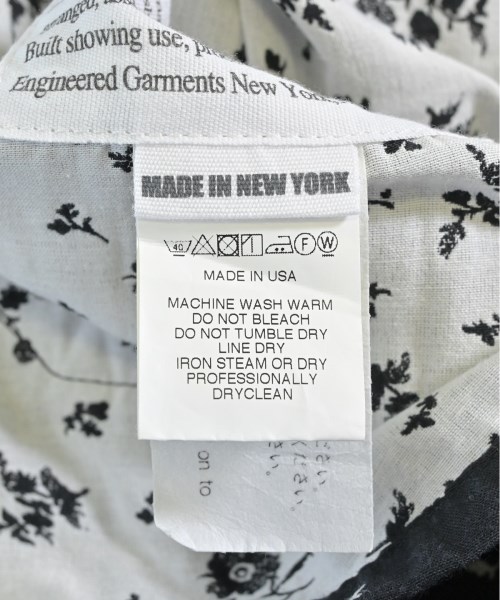 Built showing use,
Engineered Garments New York
MADE IN NEW YORK
40 F W
MADE IN USA
MACHINE WASH WARM
DO NOT BLEACH
DO NOT TUMBLE DRY
LINE DRY
IRON STEAM OR DRY
PROFESSIONALLY
DRYCLEAN
on to